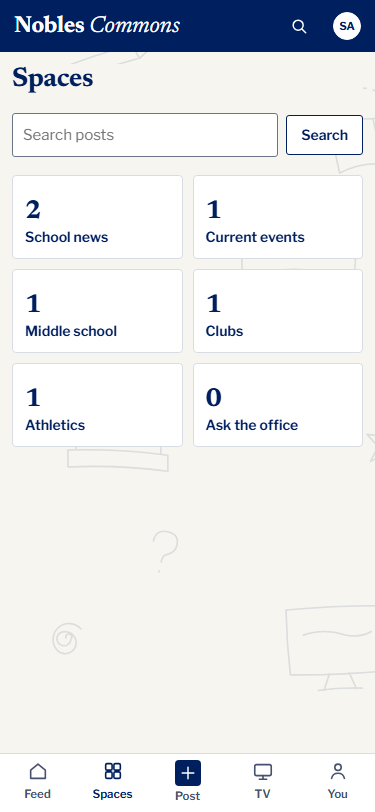 Nobles Commons
SA
Spaces
Search posts
Search
2
School news
1
Current events
1
Middle school
1
Clubs
1
Athletics
0
Ask the office
?
Feed
Spaces
Post
TV
You